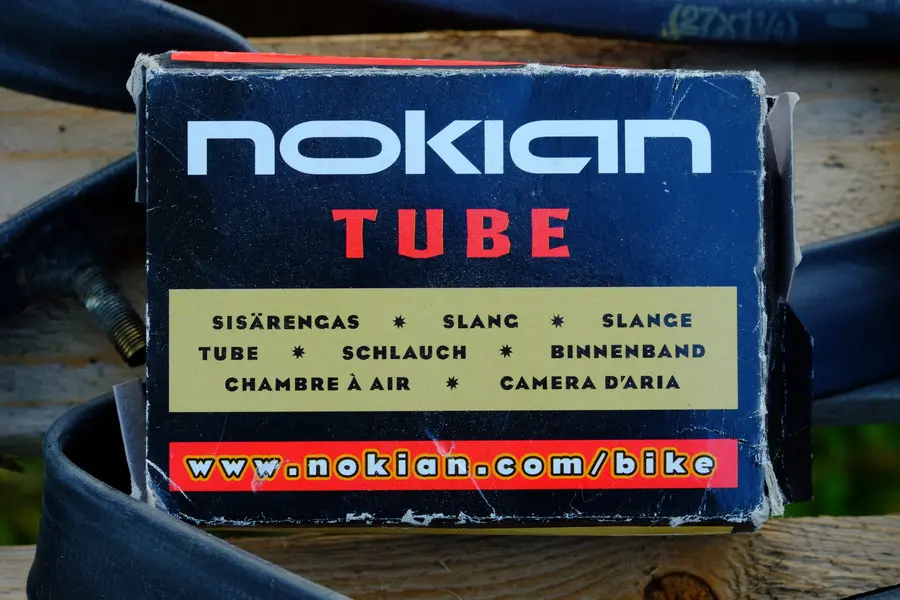 (27x1¼)
nokian
TUBE
SISÄRENGAS * SLANG * SLANGE
TUBE * SCHLAUCH * BINNENBAND
CHAMBRE À AIR * CAMERA D'ARIA
www.nokian.com/bike